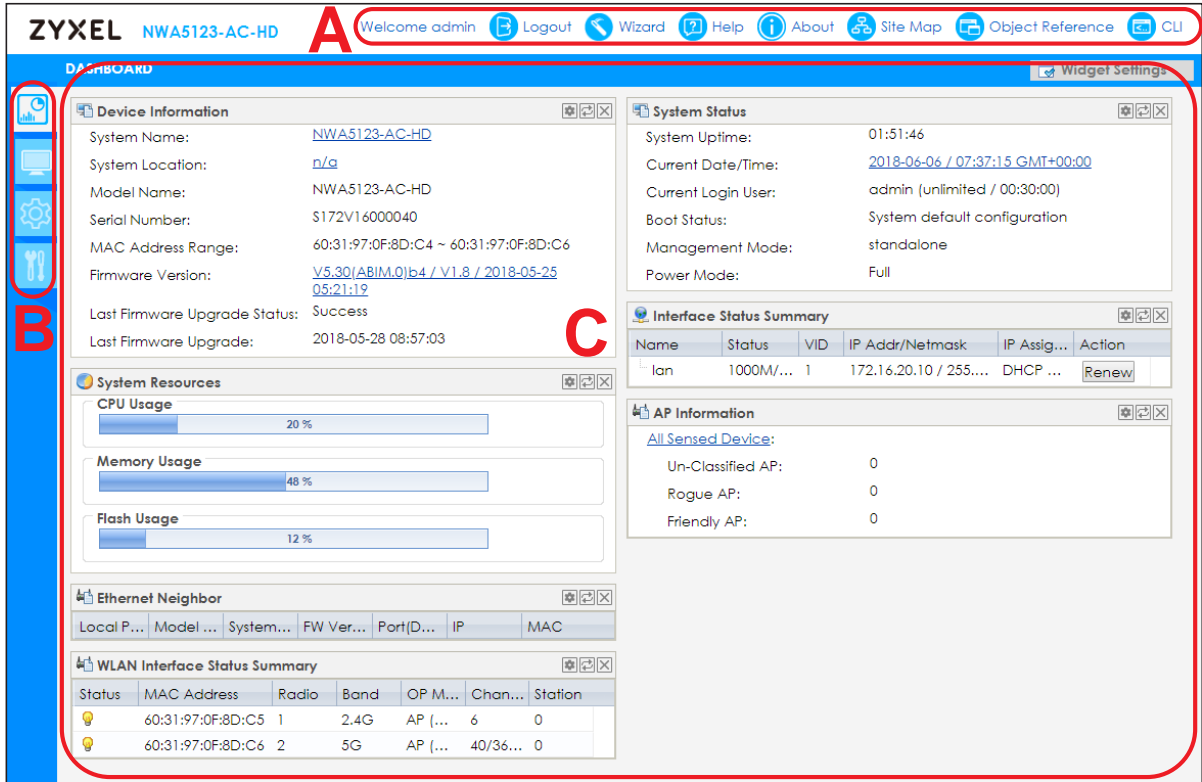 ZYXEL NWA5123-AC-HD
A
Welcome admin Logout Wizard Help About Site Map Object Reference CLI
DASHBOARD
Widget Settings
B
C
Device Information
System Name: NWA5123-AC-HD
System Location: n/a
Model Name: NWA5123-AC-HD
Serial Number: S172V16000040
MAC Address Range: 60:31:97:0F:8D:C4 ~ 60:31:97:0F:8D:C6
Firmware Version: V5.30(ABIM.0)b4 / V1.8 / 2018-05-25
05:21:19
Last Firmware Upgrade Status: Success
Last Firmware Upgrade: 2018-05-28 08:57:03
System Resources
CPU Usage
20 %
Memory Usage
48 %
Flash Usage
12 %
Ethernet Neighbor
Local P... Model ... System... FW Ver... Port(D... IP MAC
WLAN Interface Status Summary
Status MAC Address Radio Band OP M... Chan... Station
60:31:97:0F:8D:C5 1 2.4G AP (... 6 0
60:31:97:0F:8D:C6 2 5G AP (... 40/36... 0
System Status
System Uptime: 01:51:46
Current Date/Time: 2018-06-06 / 07:37:15 GMT+00:00
Current Login User: admin (unlimited / 00:30:00)
Boot Status: System default configuration
Management Mode: standalone
Power Mode: Full
Interface Status Summary
Name Status VID IP Addr/Netmask IP Assig... Action
lan 1000M/... 1 172.16.20.10 / 255.... DHCP ... Renew
AP Information
All Sensed Device:
Un-Classified AP: 0
Rogue AP: 0
Friendly AP: 0